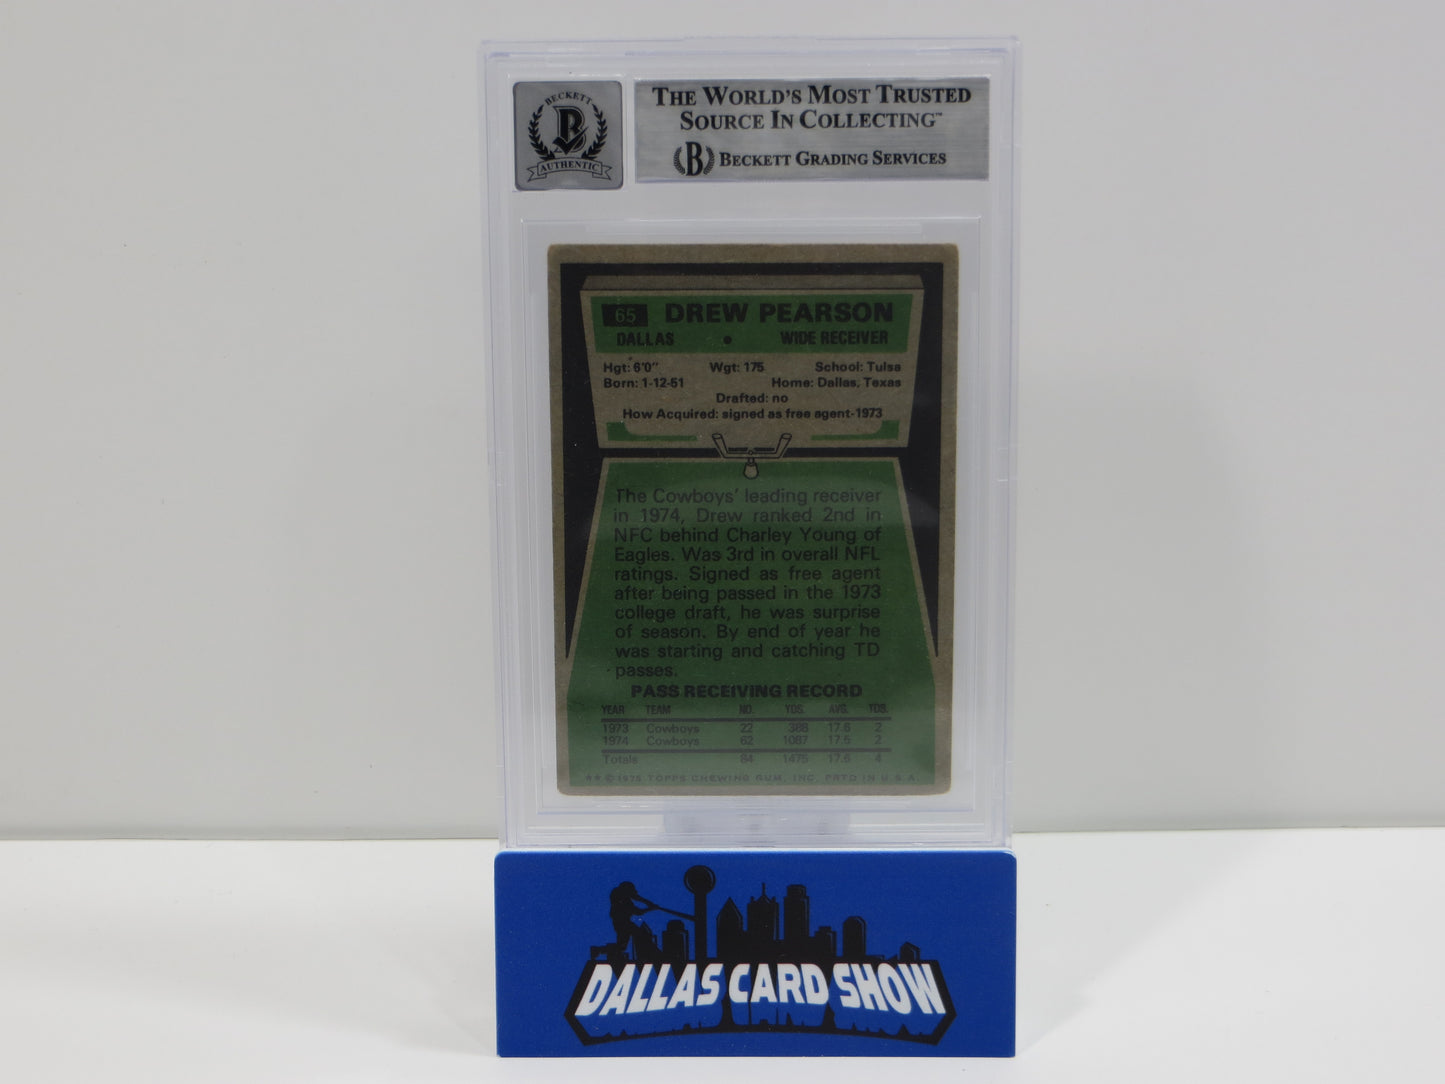 BECKETT
B
AUTHENTIC
THE WORLD'S MOST TRUSTED
SOURCE IN COLLECTING™
B BECKETT GRADING SERVICES
65 DREW PEARSON
DALLAS • WIDE RECEIVER
Hgt: 6'0" Wgt: 175 School: Tulsa
Born: 1-12-51 Home: Dallas, Texas
Drafted: no
How Acquired: signed as free agent-1973
The Cowboys' leading receiver
in 1974, Drew ranked 2nd in
NFC behind Charley Young of
Eagles. Was 3rd in overall NFL
ratings. Signed as free agent
after being passed in the 1973
college draft, he was surprise
of season. By end of year he
was starting and catching TD
passes.
PASS RECEIVING RECORD
YEAR TEAM NO. YDS. AVG. TDS.
1973 Cowboys 22 388 17.6 2
1974 Cowboys 62 1087 17.5 2
Totals 84 1475 17.6 4
** © 1975 TOPPS CHEWING GUM, INC. PRTD IN U.S.A.
DALLAS CARD SHOW